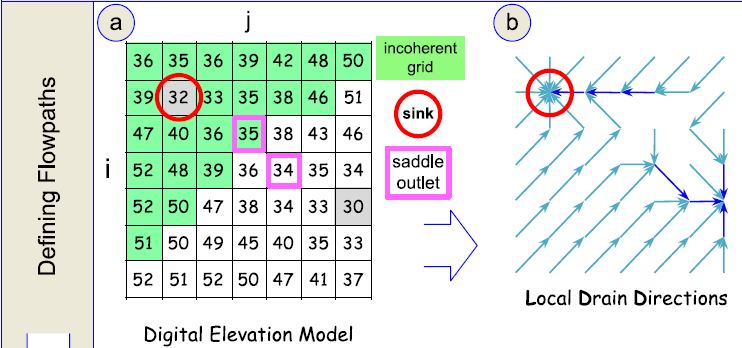 Defining Flowpaths
a
j
i
36 35 36 39 42 48 50
39 32 33 35 38 46 51
47 40 36 35 38 43 46
52 48 39 36 34 35 34
52 50 47 38 34 33 30
51 50 49 45 40 35 33
52 51 52 50 47 41 37
Digital Elevation Model
incoherent
grid
sink
saddle
outlet
b
Local Drain Directions